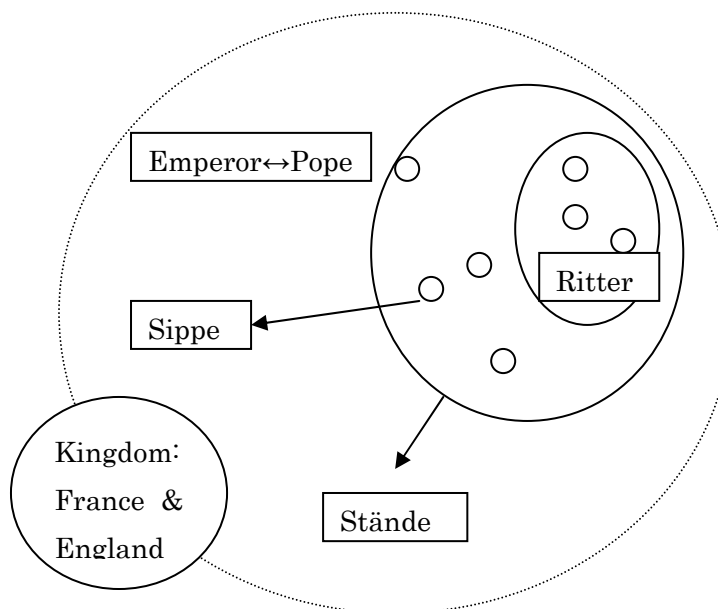 Emperor↔Pope
Ritter
Sippe
Kingdom:
France &
England
Stände